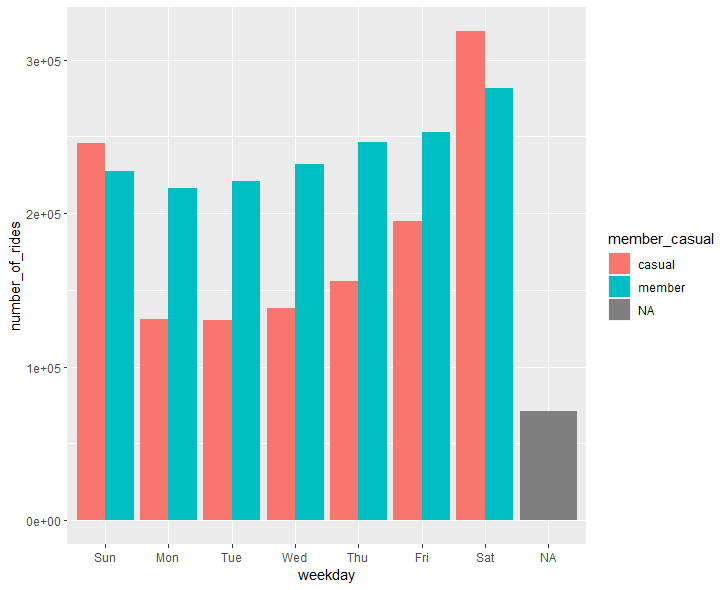 3e+05
2e+05
1e+05
0e+00
number_of_rides
Sun Mon Tue Wed Thu Fri Sat NA
weekday
member_casual
casual
member
NA